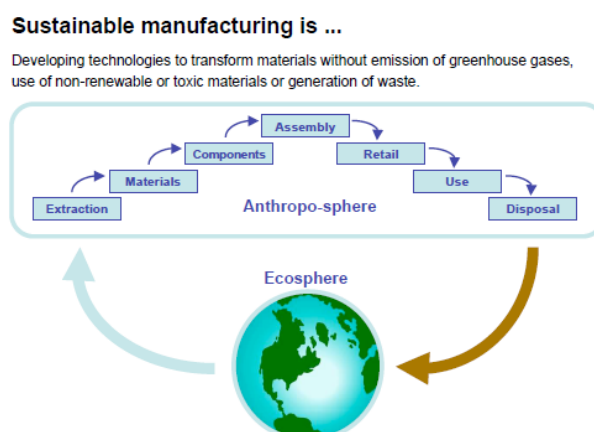 Sustainable manufacturing is ...
Developing technologies to transform materials without emission of greenhouse gases,
use of non-renewable or toxic materials or generation of waste.
Assembly
Components
Retail
Materials
Use
Extraction
Anthropo-sphere
Disposal
Ecosphere